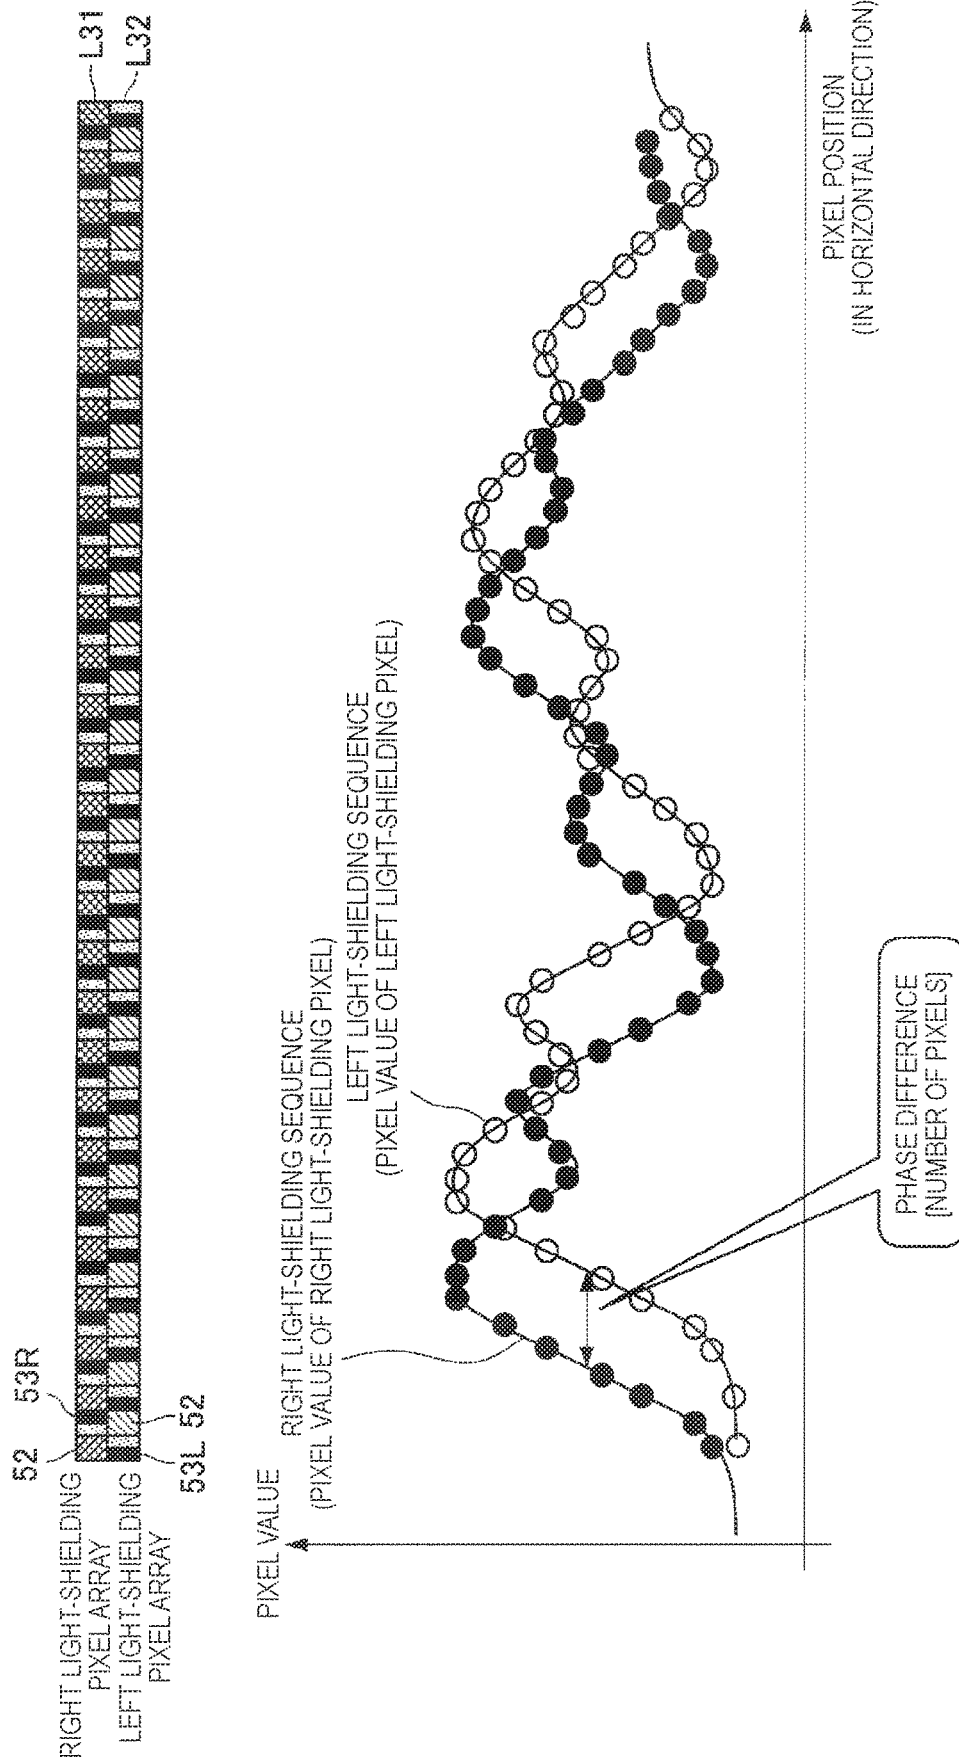 RIGHT LIGHT-SHIELDING
PIXEL ARRAY
LEFT LIGHT-SHIELDING
PIXEL ARRAY
52
53R
53L
52
L31
L32
PIXEL VALUE
RIGHT LIGHT-SHIELDING SEQUENCE
(PIXEL VALUE OF RIGHT LIGHT-SHIELDING PIXEL)
LEFT LIGHT-SHIELDING SEQUENCE
(PIXEL VALUE OF LEFT LIGHT-SHIELDING PIXEL)
PHASE DIFFERENCE
[NUMBER OF PIXELS]
PIXEL POSITION
(IN HORIZONTAL DIRECTION)